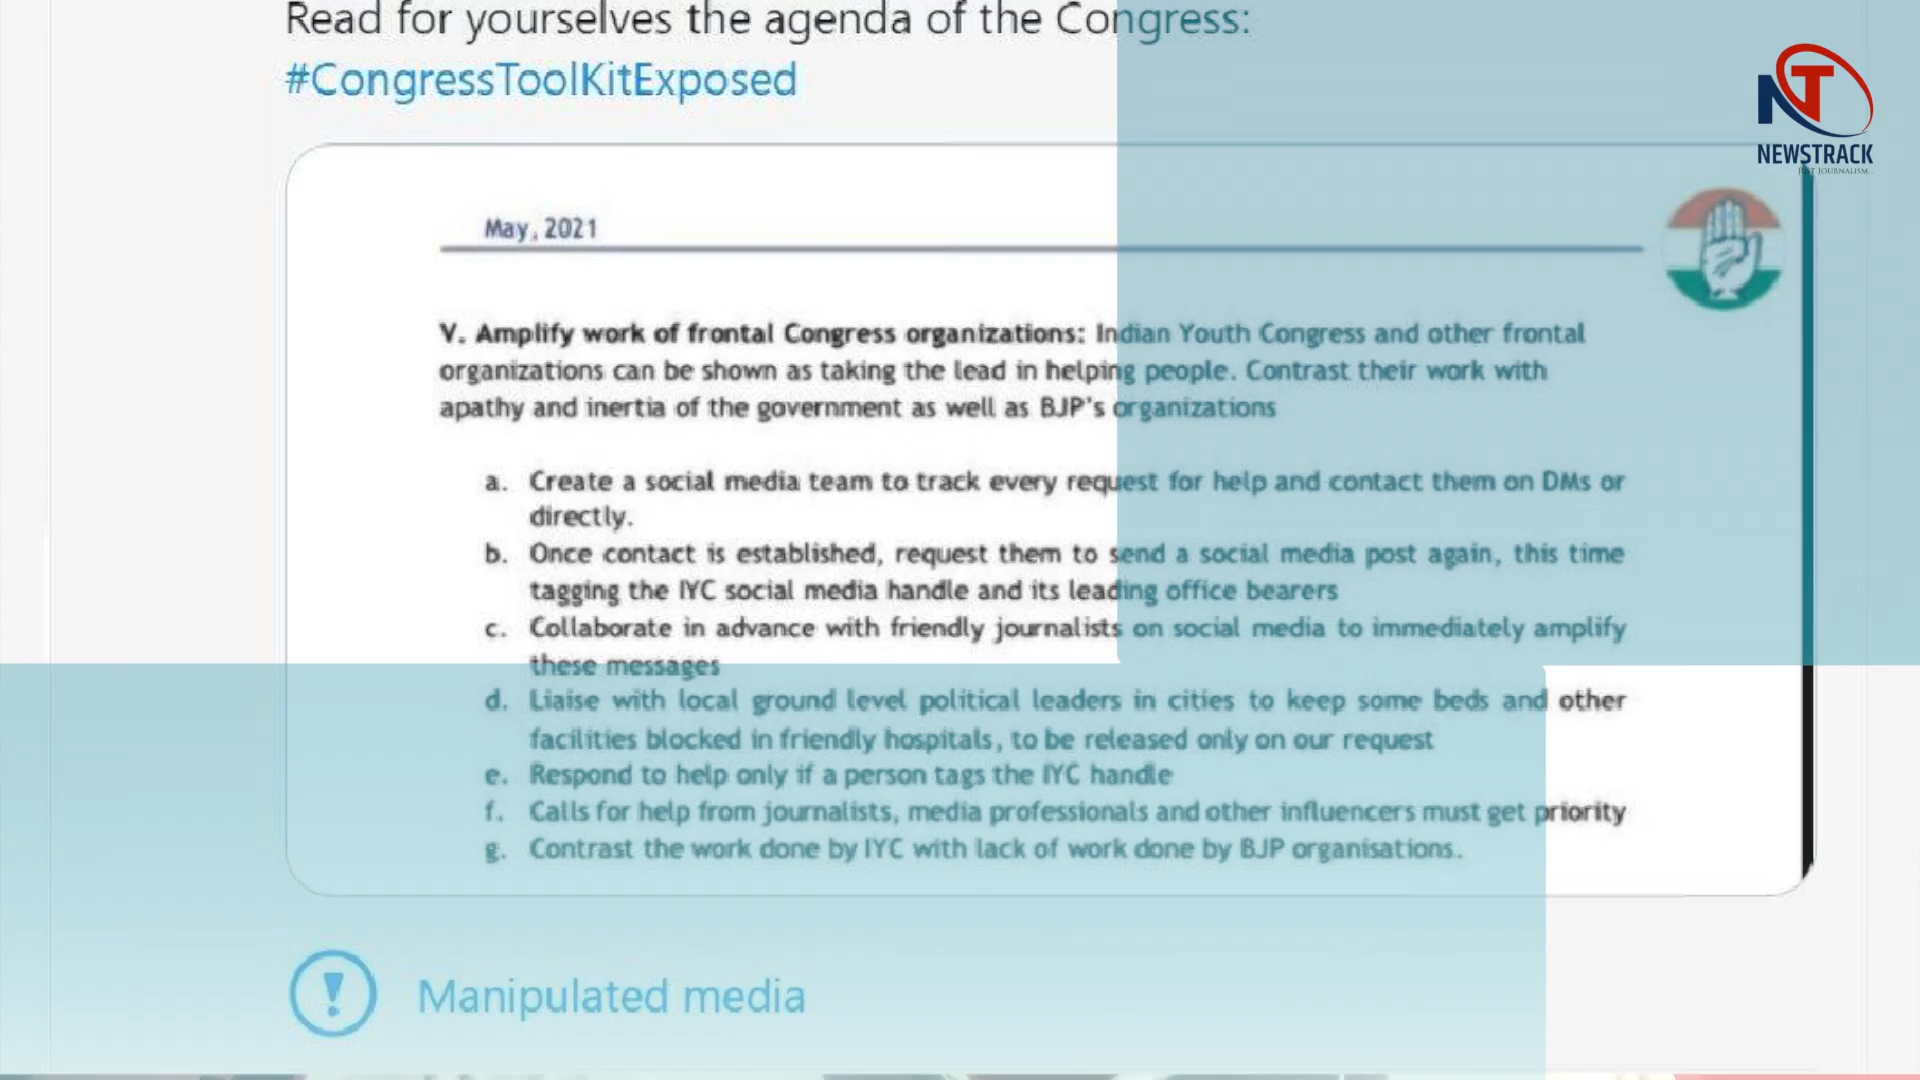 Read for yourselves the agenda of the Congress:
#CongressToolKitExposed
NT
NEWSTRACK
JUST JOURNALISM...
May, 2021
V. Amplify work of frontal Congress organizations: Indian Youth Congress and other frontal
organizations can be shown as taking the lead in helping people. Contrast their work with
apathy and inertia of the government as well as BJP's organizations
a. Create a social media team to track every request for help and contact them on DMs or
directly.
b. Once contact is established, request them to send a social media post again, this time
tagging the IYC social media handle and its leading office bearers
c. Collaborate in advance with friendly journalists on social media to immediately amplify
these messages
d. Liaise with local ground level political leaders in cities to keep some beds and other
facilities blocked in friendly hospitals, to be released only on our request
e. Respond to help only if a person tags the IYC handle
f. Calls for help from journalists, media professionals and other influencers must get priority
g. Contrast the work done by IYC with lack of work done by BJP organisations.
! Manipulated media